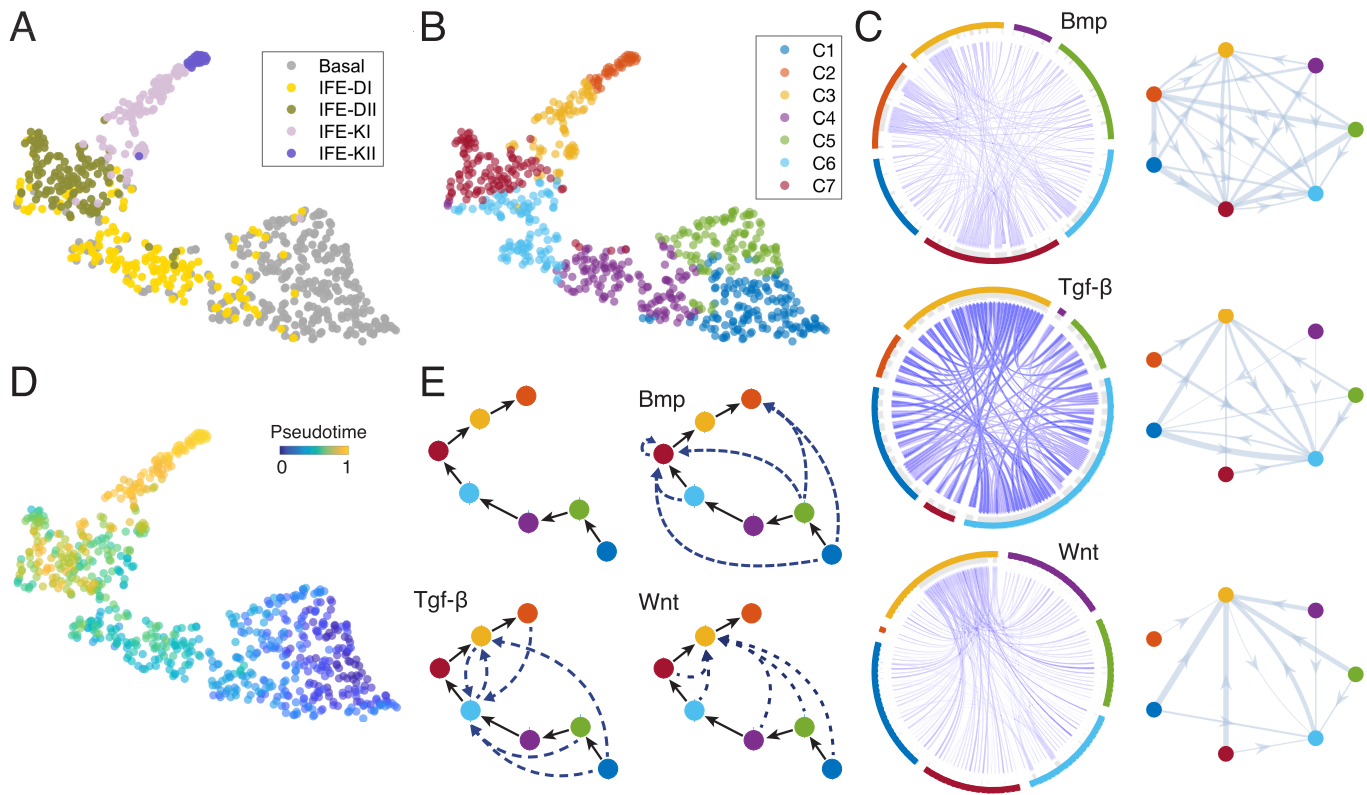 A
Basal
IFE-DI
IFE-DII
IFE-KI
IFE-KII
B
C1
C2
C3
C4
C5
C6
C7
C
Bmp
Tgf-β
Wnt
D
Pseudotime
0 1
E
Bmp
Tgf-β
Wnt